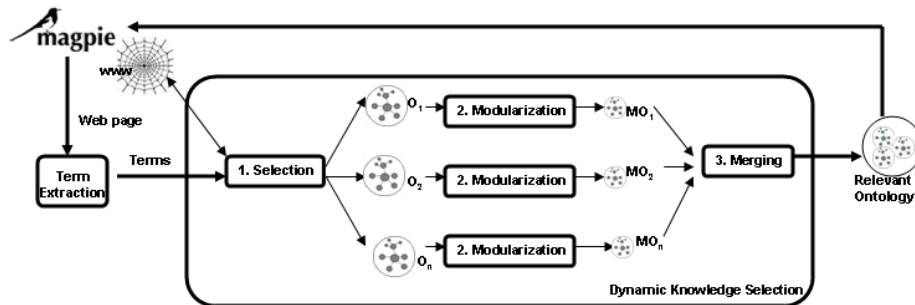 magpie
www
Web page
Term
Extraction
Terms
1. Selection
O1
2. Modularization
MO1
O2
2. Modularization
MO2
On
2. Modularization
MOn
3. Merging
Relevant
Ontology
Dynamic Knowledge Selection